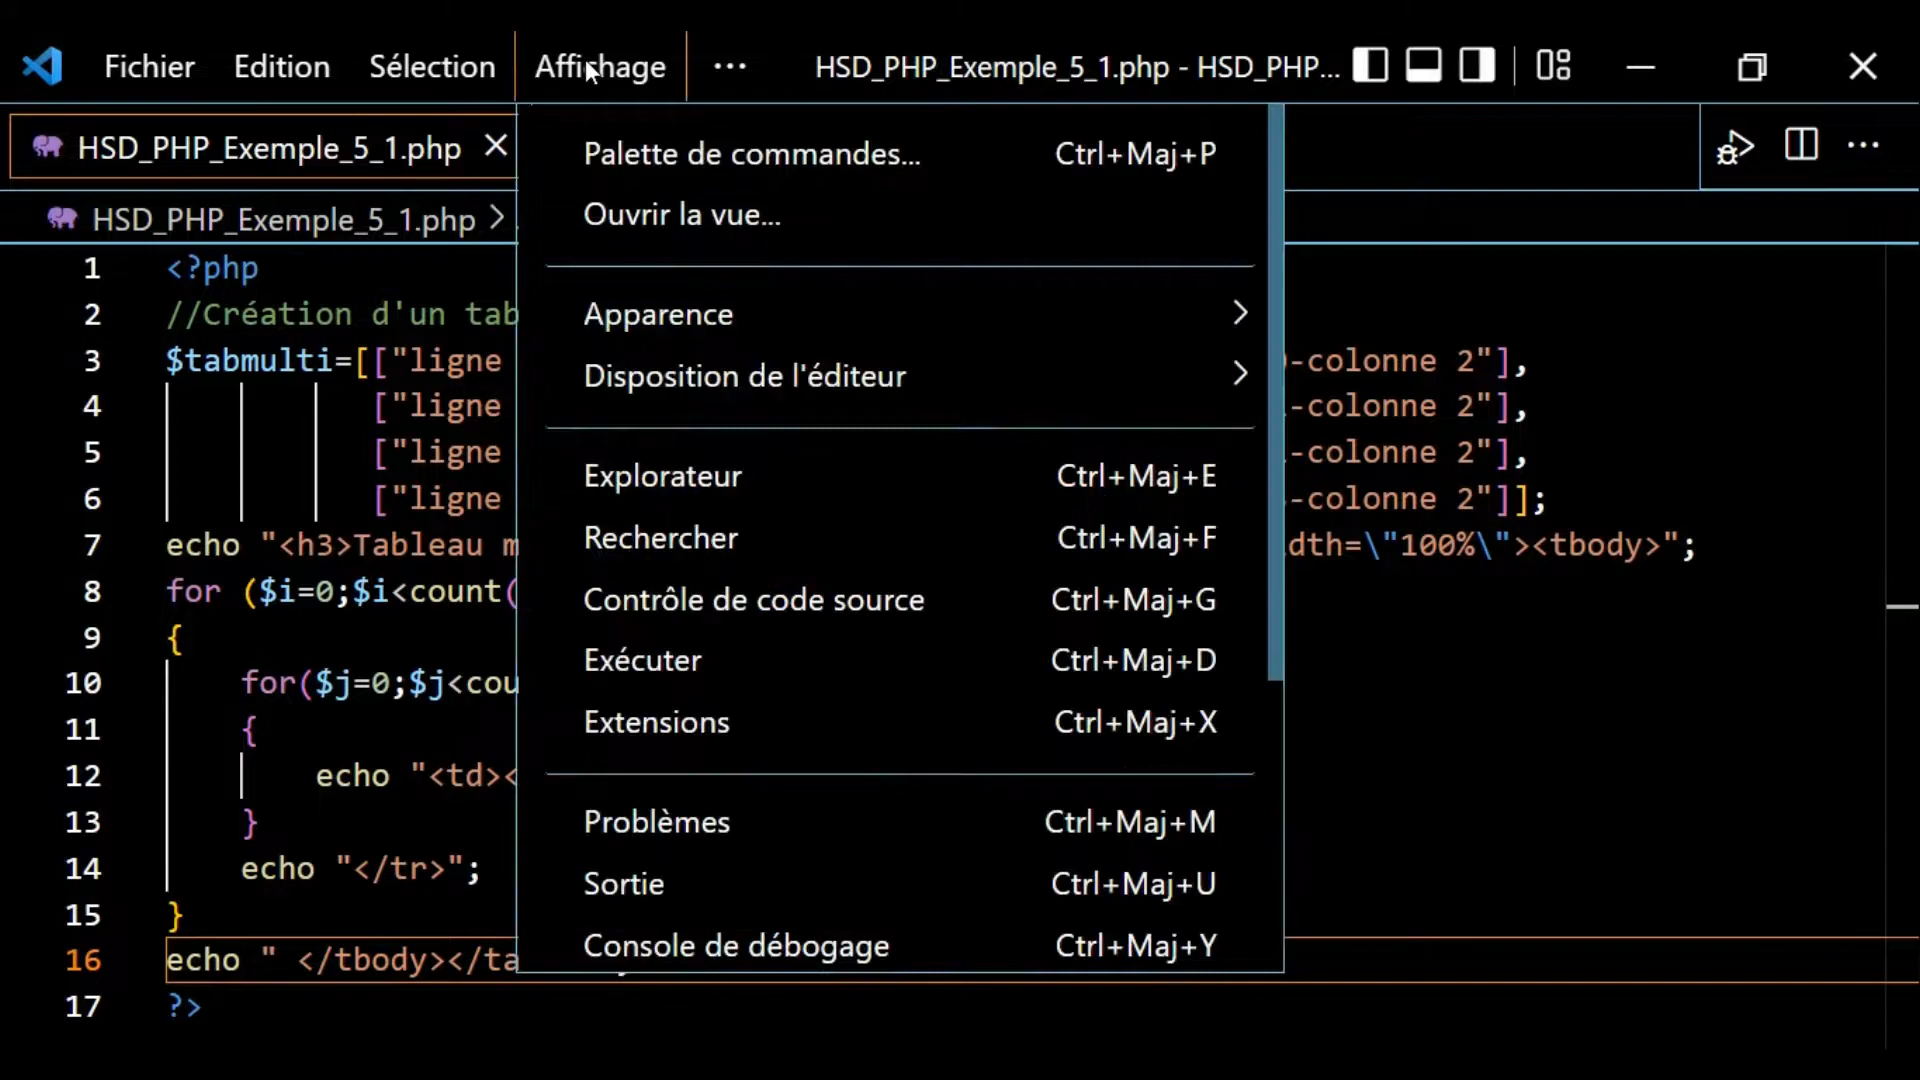 Fichier Edition Sélection Affichage ... HSD_PHP_Exemple_5_1.php - HSD_PHP...
HSD_PHP_Exemple_5_1.php
HSD_PHP_Exemple_5_1.php >
Palette de commandes... Ctrl+Maj+P
Ouvrir la vue...
Apparence
Disposition de l'éditeur
Explorateur Ctrl+Maj+E
Rechercher Ctrl+Maj+F
Contrôle de code source Ctrl+Maj+G
Exécuter Ctrl+Maj+D
Extensions Ctrl+Maj+X
Problèmes Ctrl+Maj+M
Sortie Ctrl+Maj+U
Console de débogage Ctrl+Maj+Y
1 <?php
2 //Création d'un tab
3 $tabmulti=[["ligne -colonne 2"],
4 ["ligne -colonne 2"],
5 ["ligne -colonne 2"],
6 ["ligne -colonne 2"]];
7 echo "<h3>Tableau m dth=\"100%\"><tbody>";
8 for ($i=0;$i<count(
9 {
10 for($j=0;$j<cou
11 {
12 echo "<td><
13 }
14 echo "</tr>";
15 }
16 echo " </tbody></ta
17 ?>